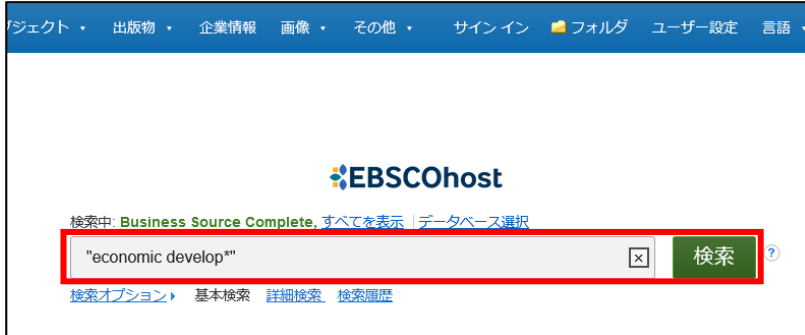 ブジェクト 出版物 企業情報 画像 その他 サインイン フォルダ ユーザー設定 言語
EBSCOhost
検索中: Business Source Complete, すべてを表示 | データベース選択
"economic develop*" 検索 ?
検索オプション 基本検索 詳細検索 検索履歴